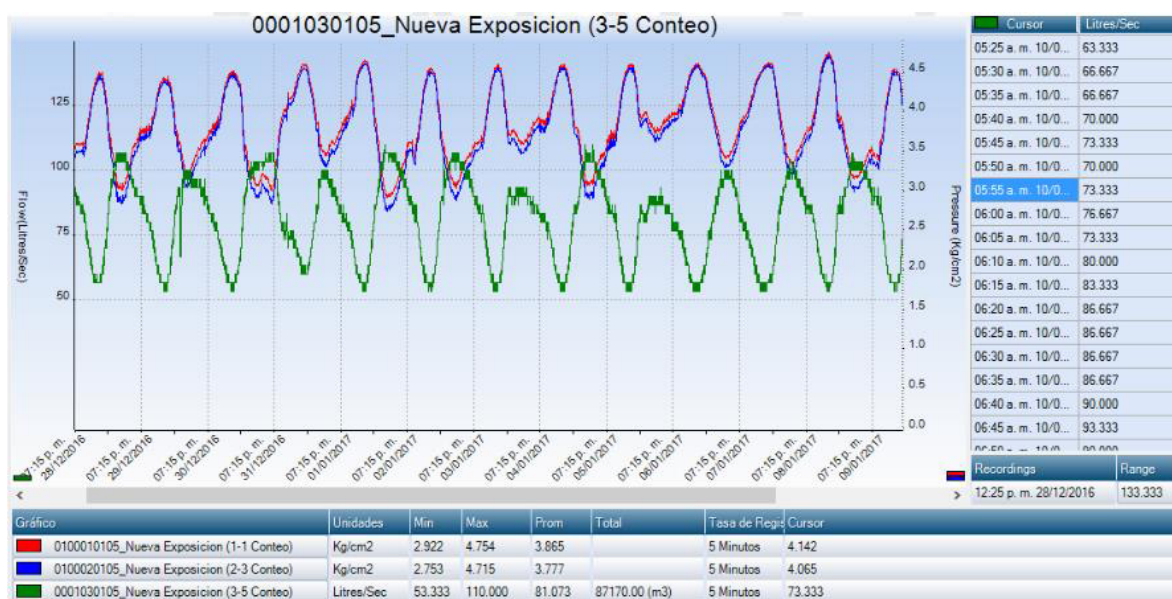 0001030105_Nueva Exposicion (3-5 Conteo)
Flow(Litres/Sec)
125
100
75
50
Pressure (Kg/cm2)
4.5
4.0
3.5
3.0
2.5
2.0
1.5
1.0
0.5
0.0
07:15 p. m.
28/12/2016
07:15 p. m.
29/12/2016
07:15 p. m.
30/12/2016
07:15 p. m.
31/12/2016
07:15 p. m.
01/01/2017
07:15 p. m.
02/01/2017
07:15 p. m.
03/01/2017
07:15 p. m.
04/01/2017
07:15 p. m.
05/01/2017
07:15 p. m.
06/01/2017
07:15 p. m.
07/01/2017
07:15 p. m.
08/01/2017
07:15 p. m.
09/01/2017
Cursor Litres/Sec
05:25 a. m. 10/0... 63.333
05:30 a. m. 10/0... 66.667
05:35 a. m. 10/0... 66.667
05:40 a. m. 10/0... 70.000
05:45 a. m. 10/0... 73.333
05:50 a. m. 10/0... 70.000
05:55 a. m. 10/0... 73.333
06:00 a. m. 10/0... 76.667
06:05 a. m. 10/0... 73.333
06:10 a. m. 10/0... 80.000
06:15 a. m. 10/0... 83.333
06:20 a. m. 10/0... 86.667
06:25 a. m. 10/0... 86.667
06:30 a. m. 10/0... 86.667
06:35 a. m. 10/0... 86.667
06:40 a. m. 10/0... 90.000
06:45 a. m. 10/0... 93.333
Recordings Range
12:25 p. m. 28/12/2016 133.333
Gráfico Unidades Min Max Prom Total Tasa de Regis Cursor
0100010105_Nueva Exposicion (1-1 Conteo) Kg/cm2 2.922 4.754 3.865 5 Minutos 4.142
0100020105_Nueva Exposicion (2-3 Conteo) Kg/cm2 2.753 4.715 3.777 5 Minutos 4.065
0001030105_Nueva Exposicion (3-5 Conteo) Litres/Sec 53.333 110.000 81.073 87170.00 (m3) 5 Minutos 73.333